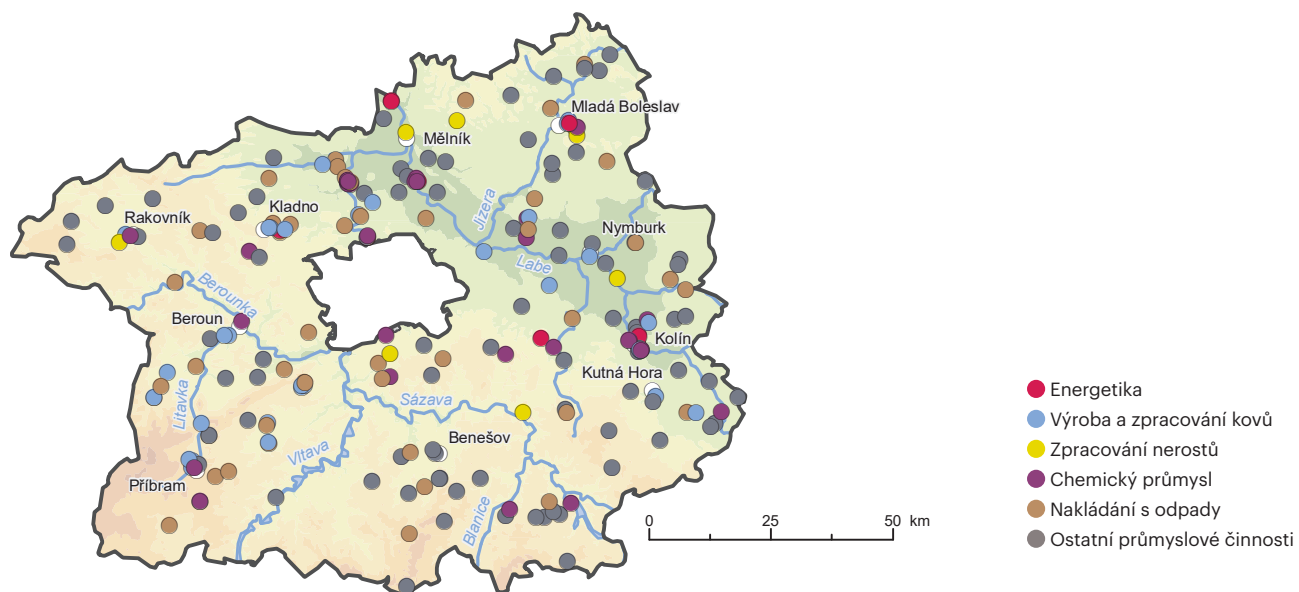 Mladá Boleslav
Mělník
Jizera
Kladno
Rakovník
Nymburk
Labe
Berounka
Beroun
Kolín
Kutná Hora
Litavka
Sázava
Benešov
Vltava
Příbram
Blanice
0 25 50 km
Energetika
Výroba a zpracování kovů
Zpracování nerostů
Chemický průmysl
Nakládání s odpady
Ostatní průmyslové činnosti